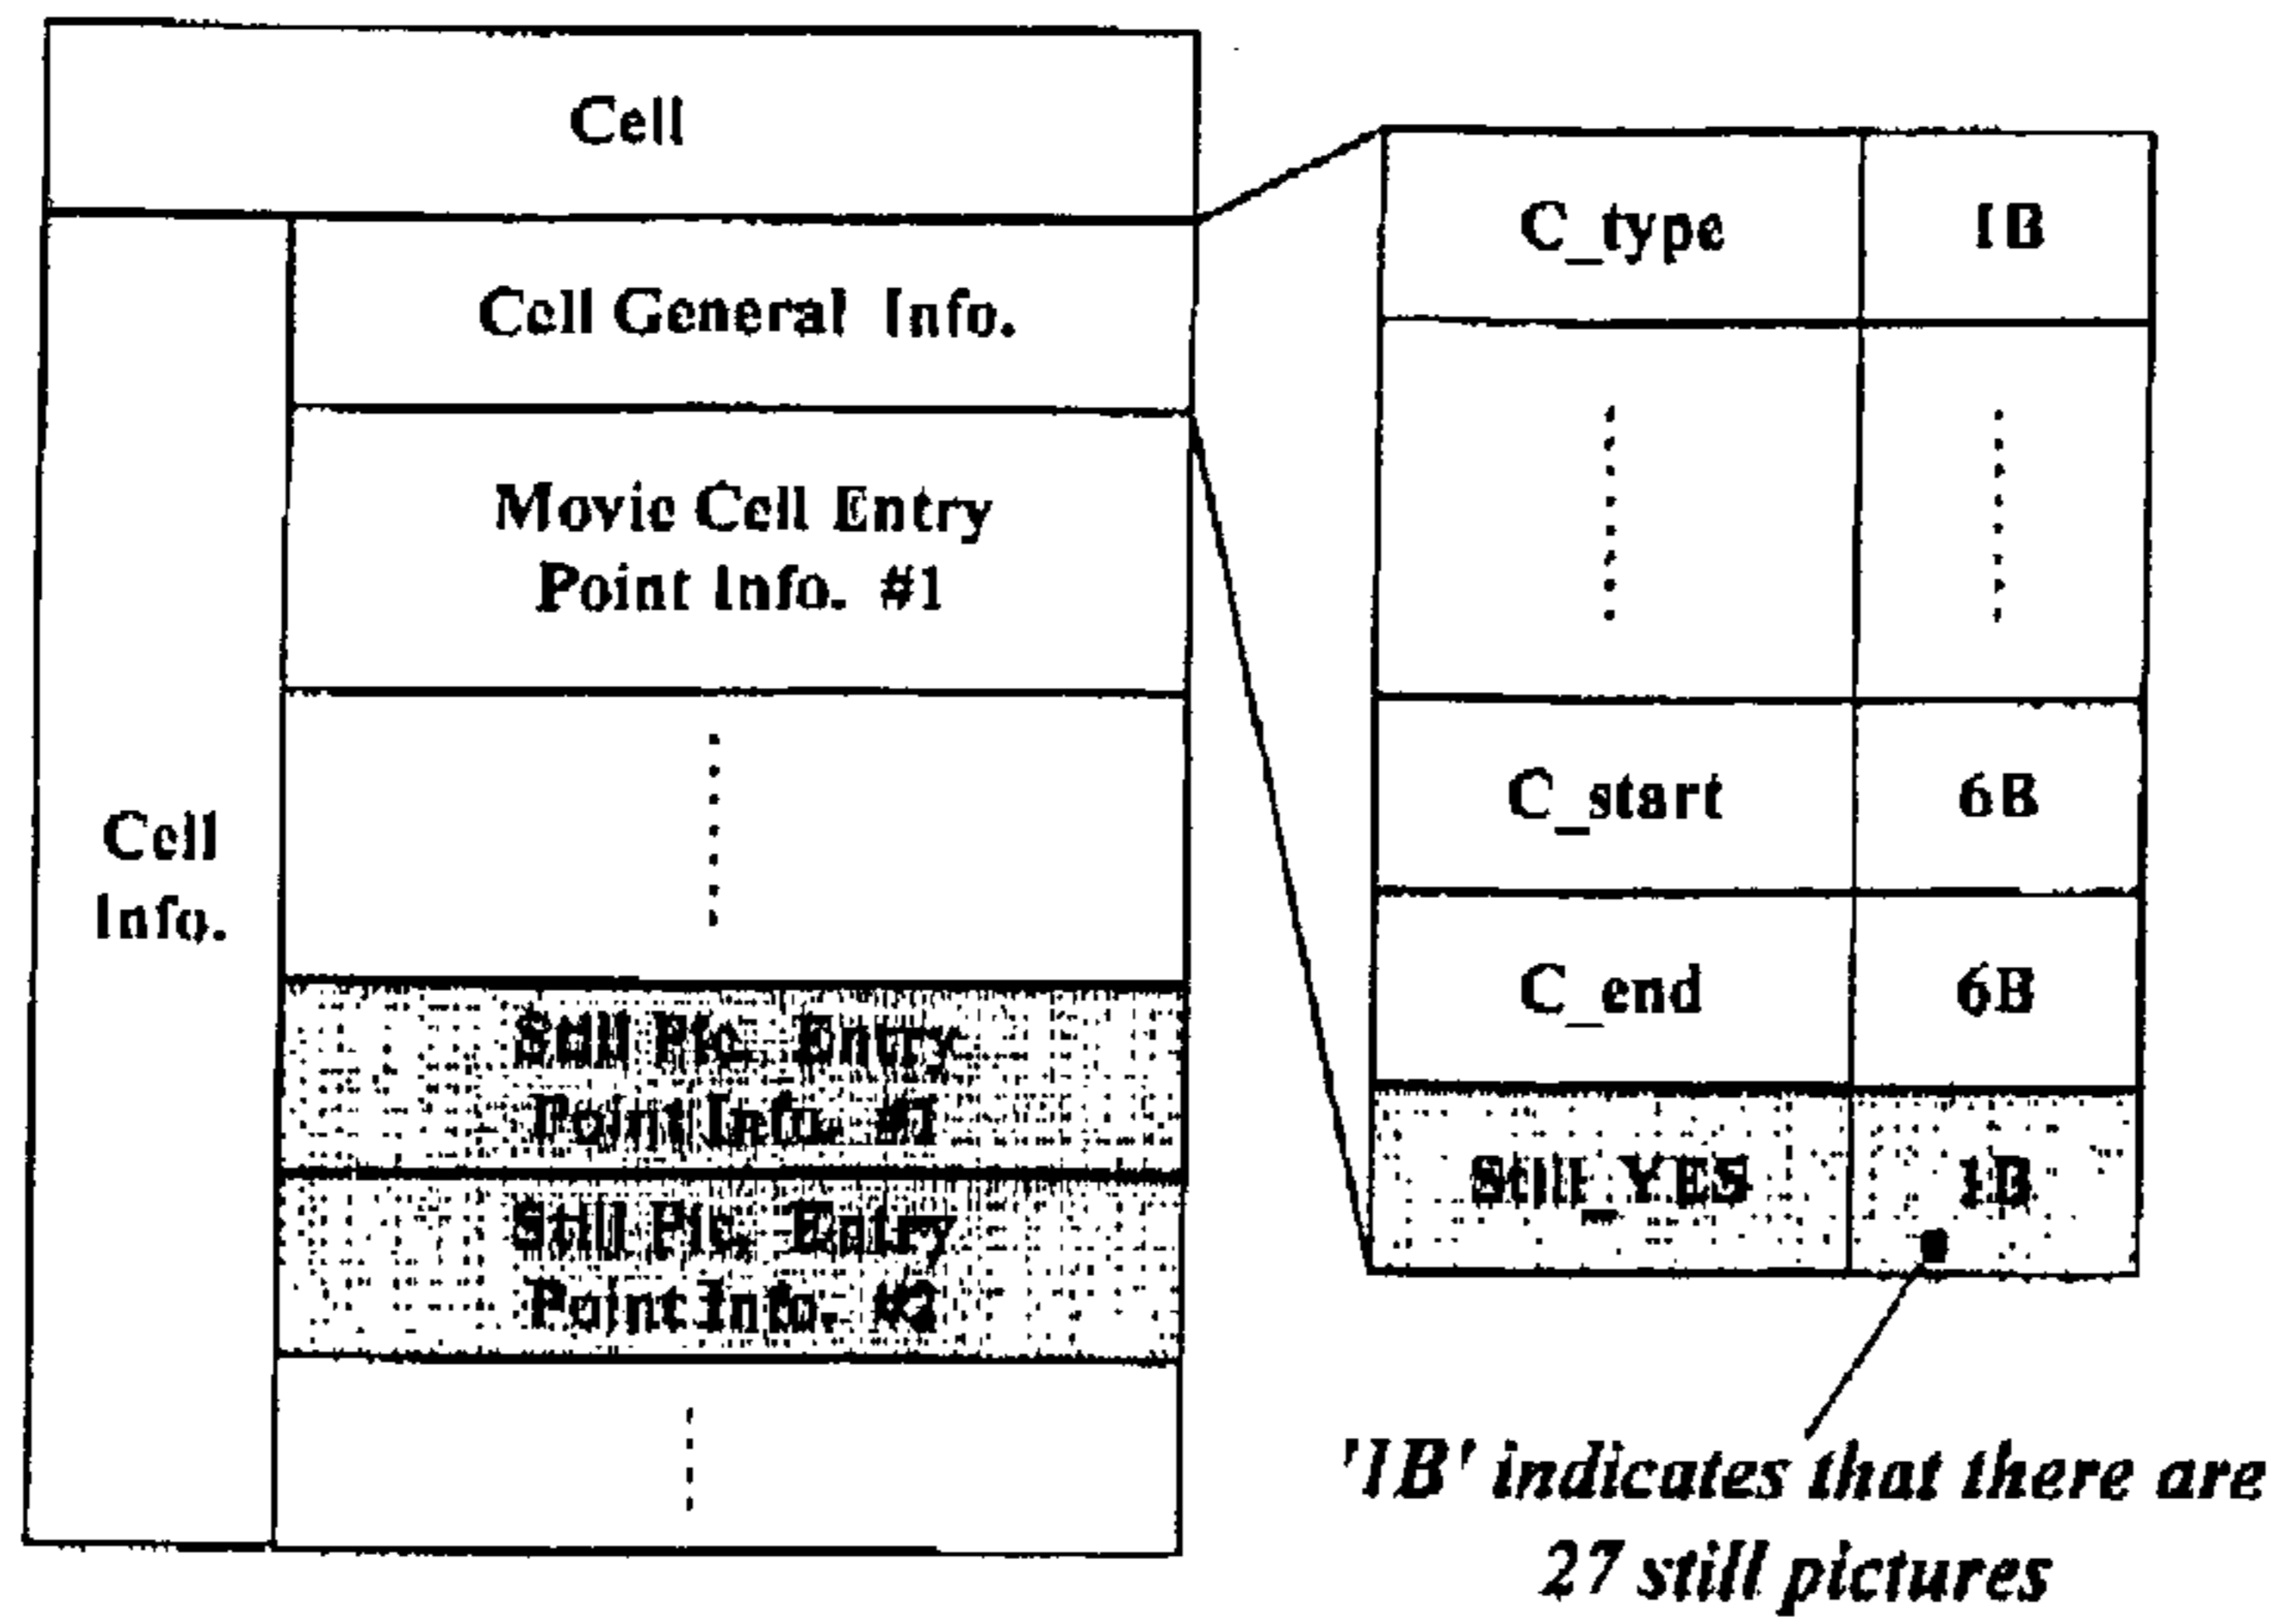 Cell
Cell General Info.
Movie Cell Entry
Point Info. #1
Cell
Info.
Still Pic. Entry
Point Info. #1
Still Pic. Entry
Point Info. #2
C_type
1B
C_start
6B
C_end
6B
Still_YES
1B
'1B' indicates that there are
27 still pictures